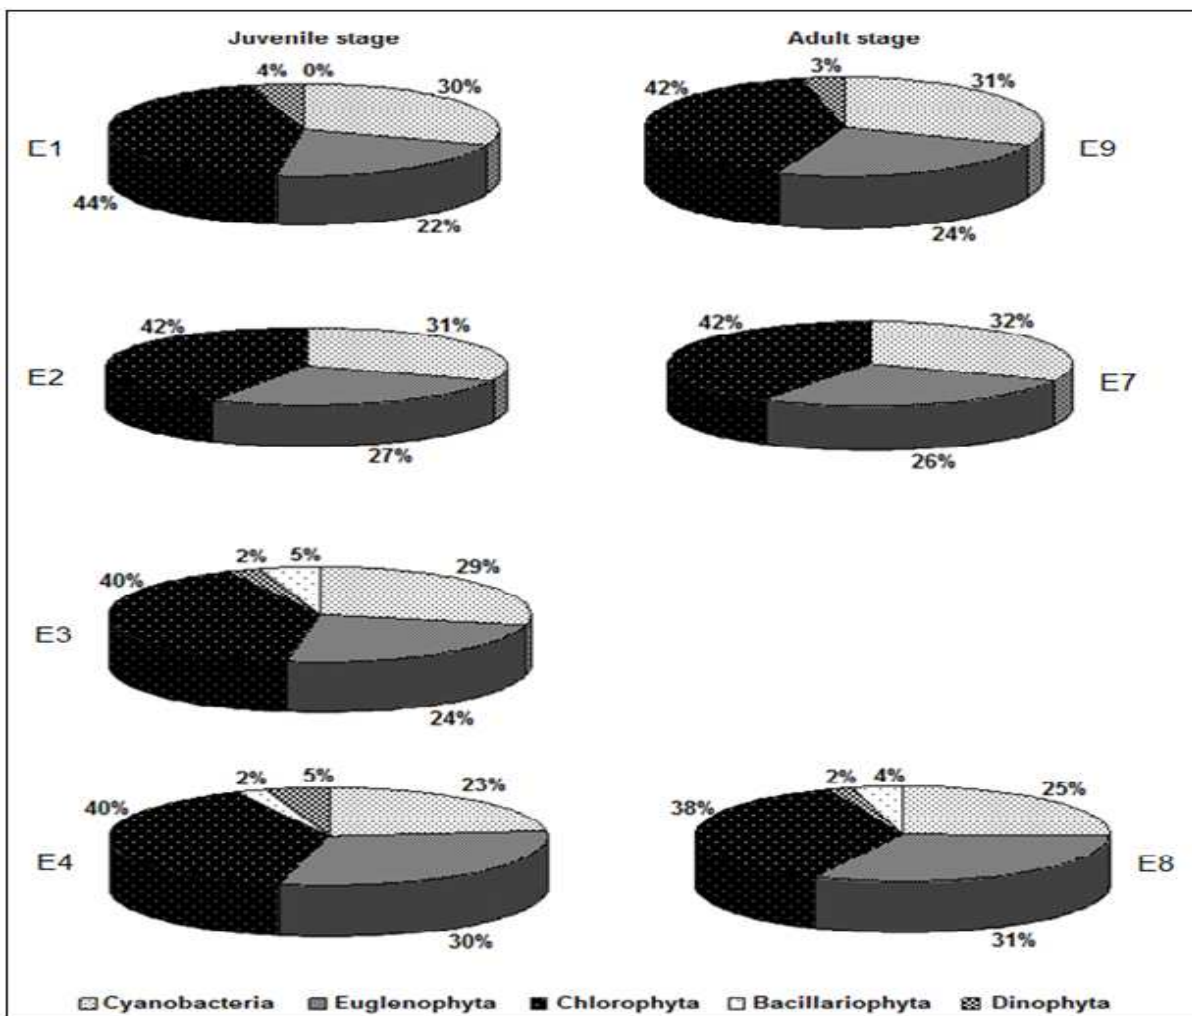 Juvenile stage Adult stage
4% 0% 30% 3% 31%
42%
E1 E9
44%
22% 24%
42% 31% 42% 32%
E2 E7
27% 26%
2% 5% 29%
40%
E3
24%
2% 5% 23% 2% 4% 25%
40% 38%
E4 E8
30% 31%
Cyanobacteria Euglenophyta Chlorophyta Bacillariophyta Dinophyta